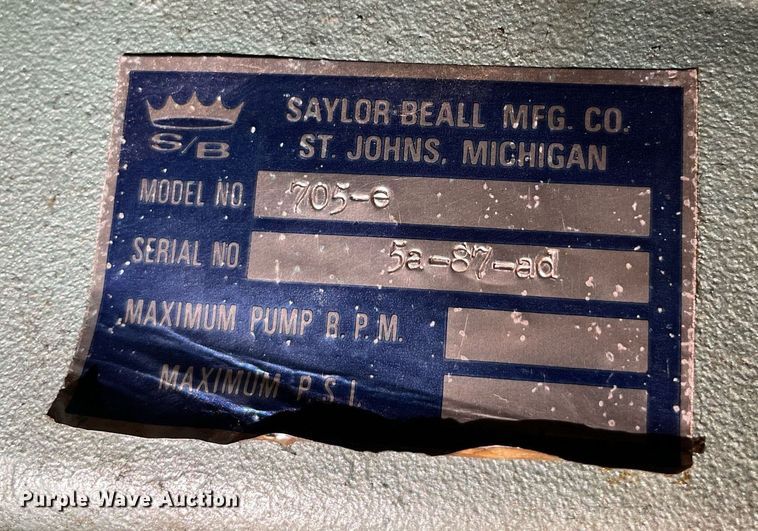 S/B
SAYLOR-BEALL MFG. CO.
ST. JOHNS, MICHIGAN
MODEL NO. 705-e
SERIAL NO. 5a-87-ad
MAXIMUM PUMP R.P.M.
MAXIMUM P.S.I.
Purple Wave Auction